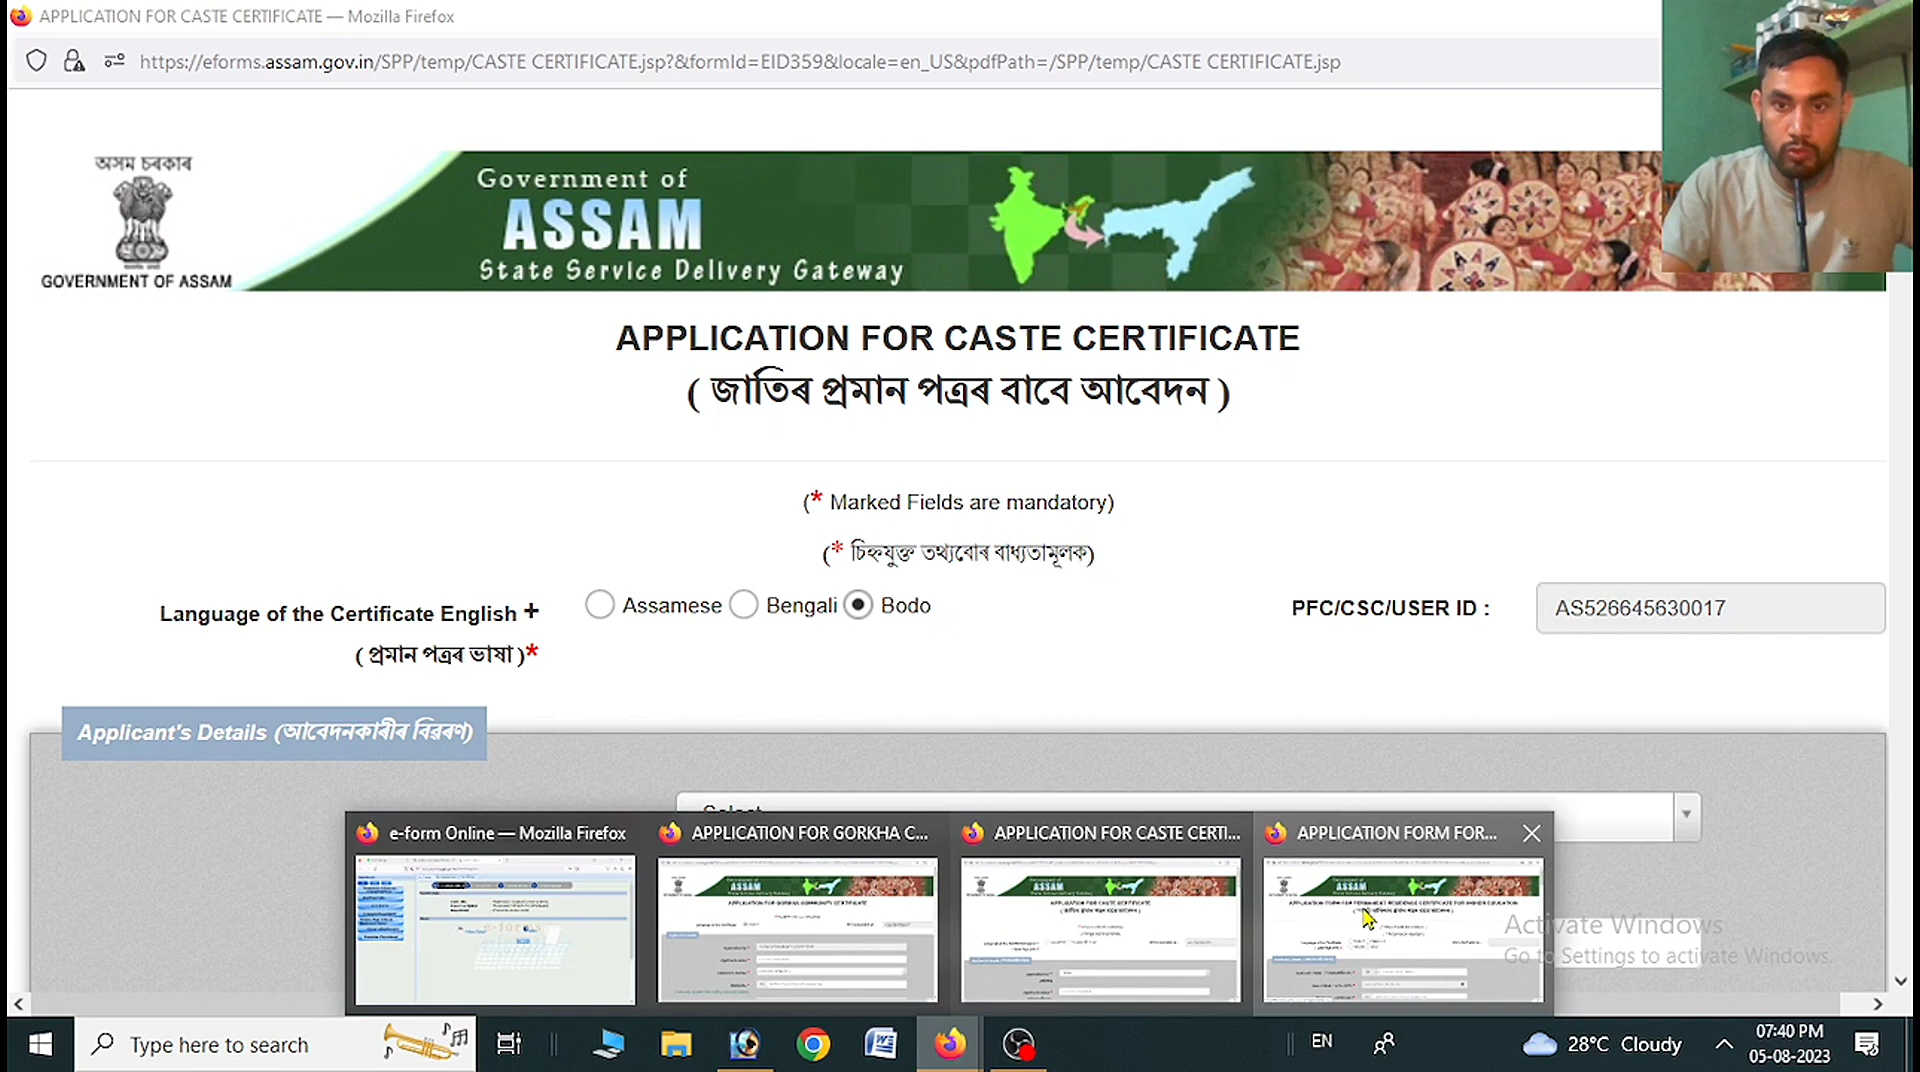 APPLICATION FOR CASTE CERTIFICATE — Mozilla Firefox
https://eforms.assam.gov.in/SPP/temp/CASTE CERTIFICATE.jsp?&formId=EID359&locale=en_US&pdfPath=/SPP/temp/CASTE CERTIFICATE.jsp
অসম চৰকাৰ
GOVERNMENT OF ASSAM
Government of
ASSAM
State Service Delivery Gateway
APPLICATION FOR CASTE CERTIFICATE
( জাতিৰ প্ৰমান পত্ৰৰ বাবে আবেদন )
(* Marked Fields are mandatory)
(* চিহ্নযুক্ত তথ্যবোৰ বাধ্যতামূলক)
Language of the Certificate English +
( প্ৰমান পত্ৰৰ ভাষা )*
Assamese Bengali Bodo
PFC/CSC/USER ID : AS526645630017
Applicant's Details (আবেদনকাৰীৰ বিৱৰণ)
Select
e-form Online — Mozilla Firefox
APPLICATION FOR GORKHA C...
APPLICATION FOR CASTE CERTI...
APPLICATION FORM FOR...
Activate Windows
Go to Settings to activate Windows.
Type here to search
EN
28°C Cloudy
07:40 PM
05-08-2023